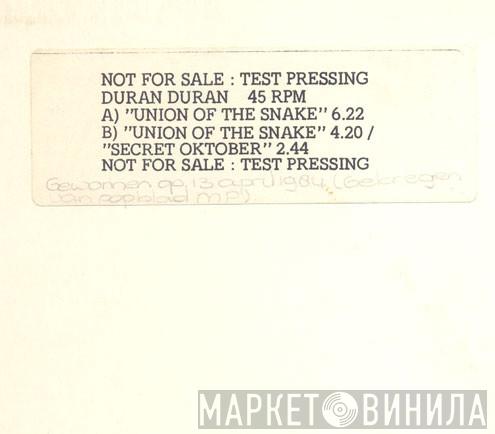 NOT FOR SALE : TEST PRESSING
DURAN DURAN 45 RPM
A) "UNION OF THE SNAKE" 6.22
B) "UNION OF THE SNAKE" 4.20 /
"SECRET OKTOBER" 2.44
NOT FOR SALE : TEST PRESSING
Gewonnen op 13 april 1984 (Gekregen
van popblad MP)
МАРКЕТ ВИНИЛА